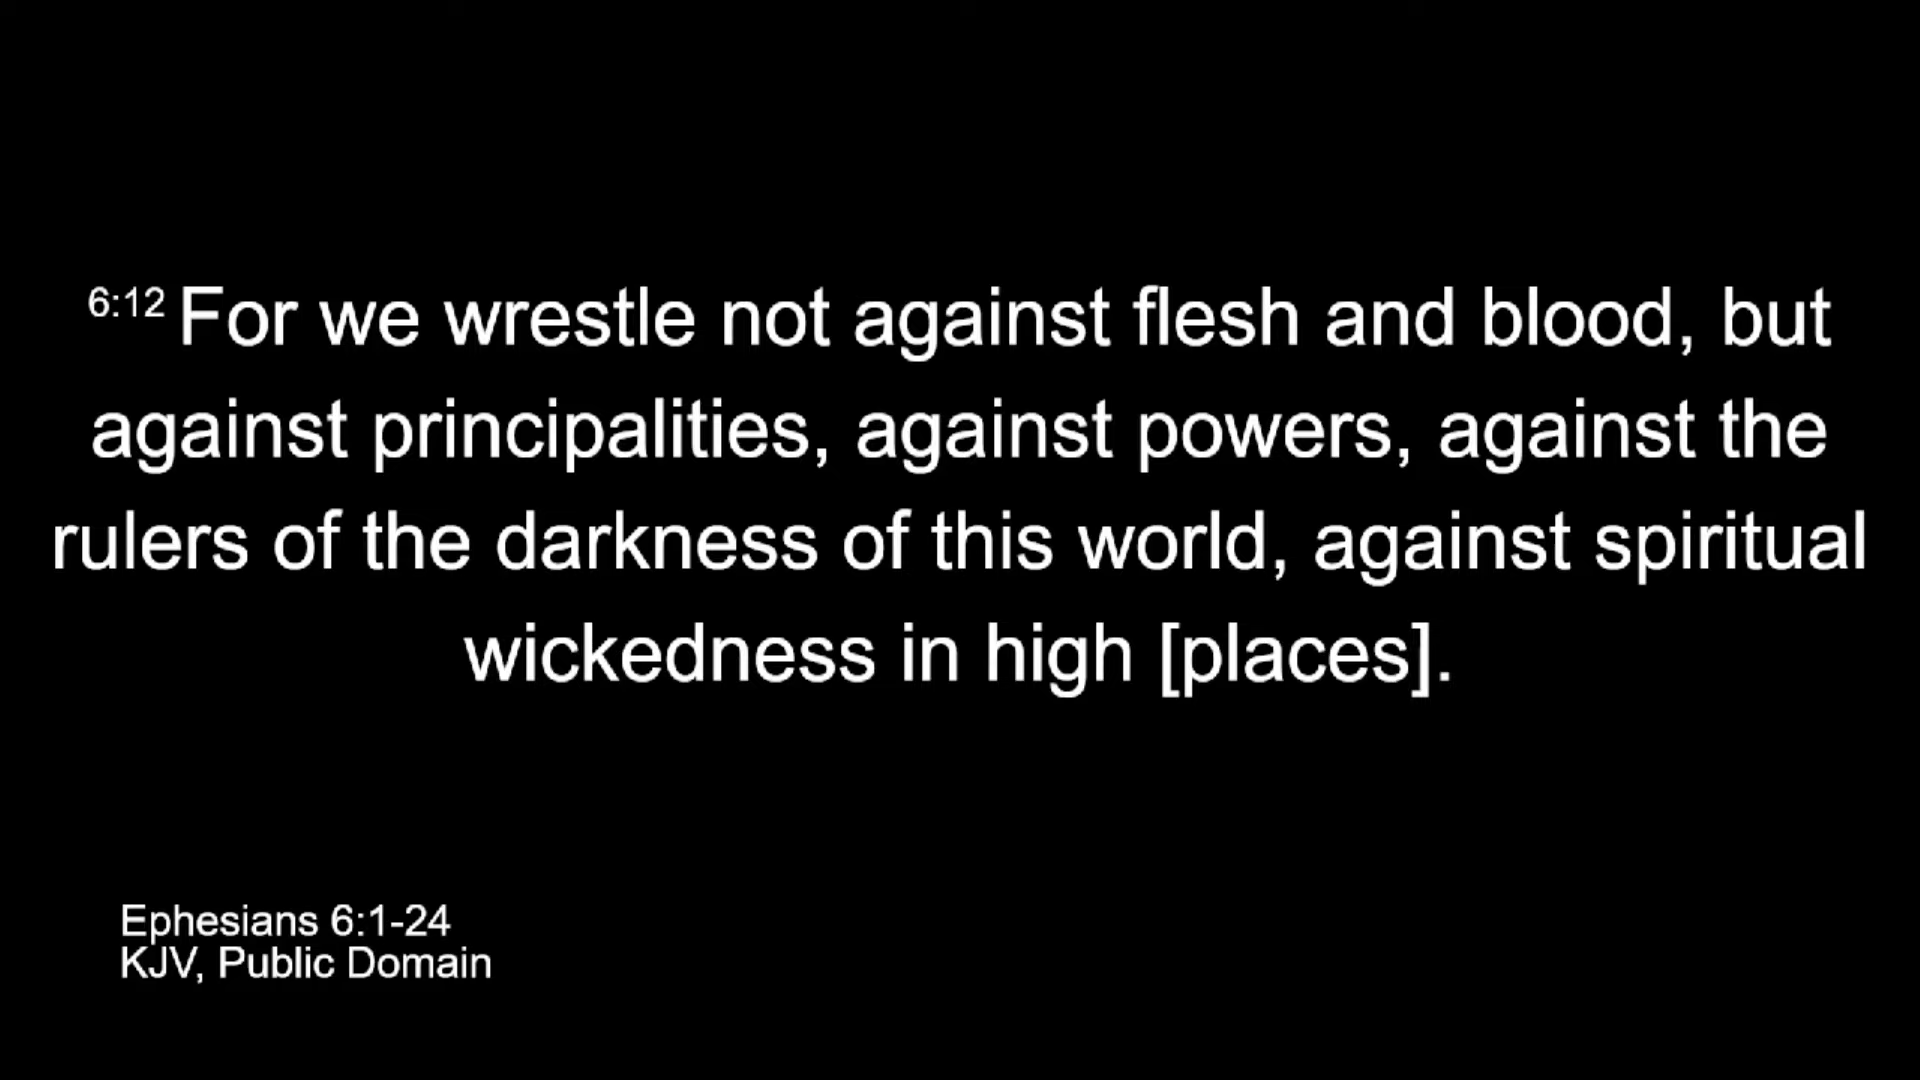 6:12 For we wrestle not against flesh and blood, but
against principalities, against powers, against the
rulers of the darkness of this world, against spiritual
wickedness in high [places].
Ephesians 6:1-24
KJV, Public Domain